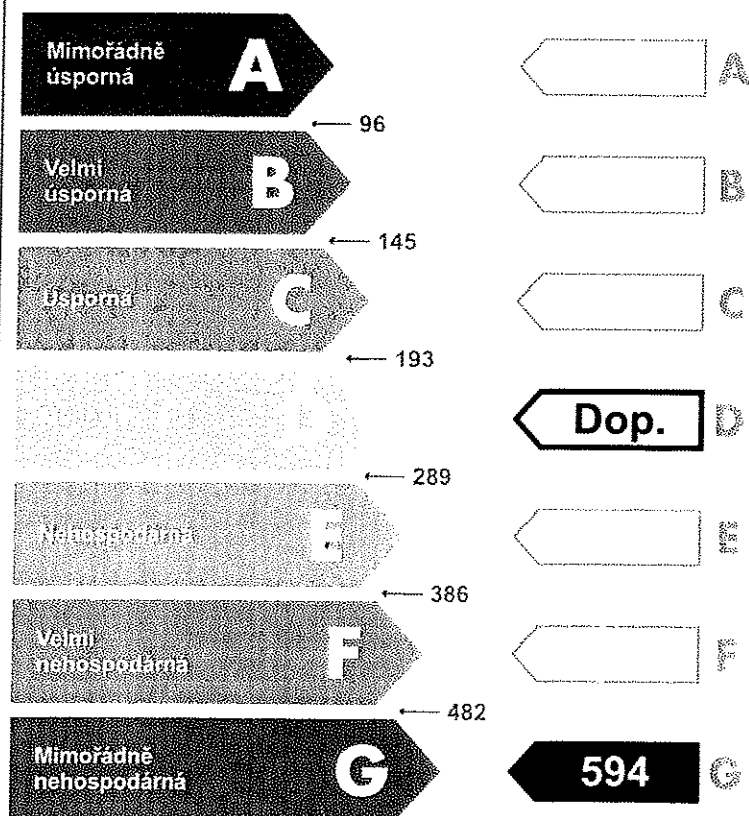 Mimořádně
úsporná
A
A
96
Velmi
úsporná
B
B
145
Úsporná
C
C
193
Dop.
D
289
Nehospodárná
E
E
386
Velmi
nehospodárná
F
F
482
Mimořádně
nehospodárná
G
594
G